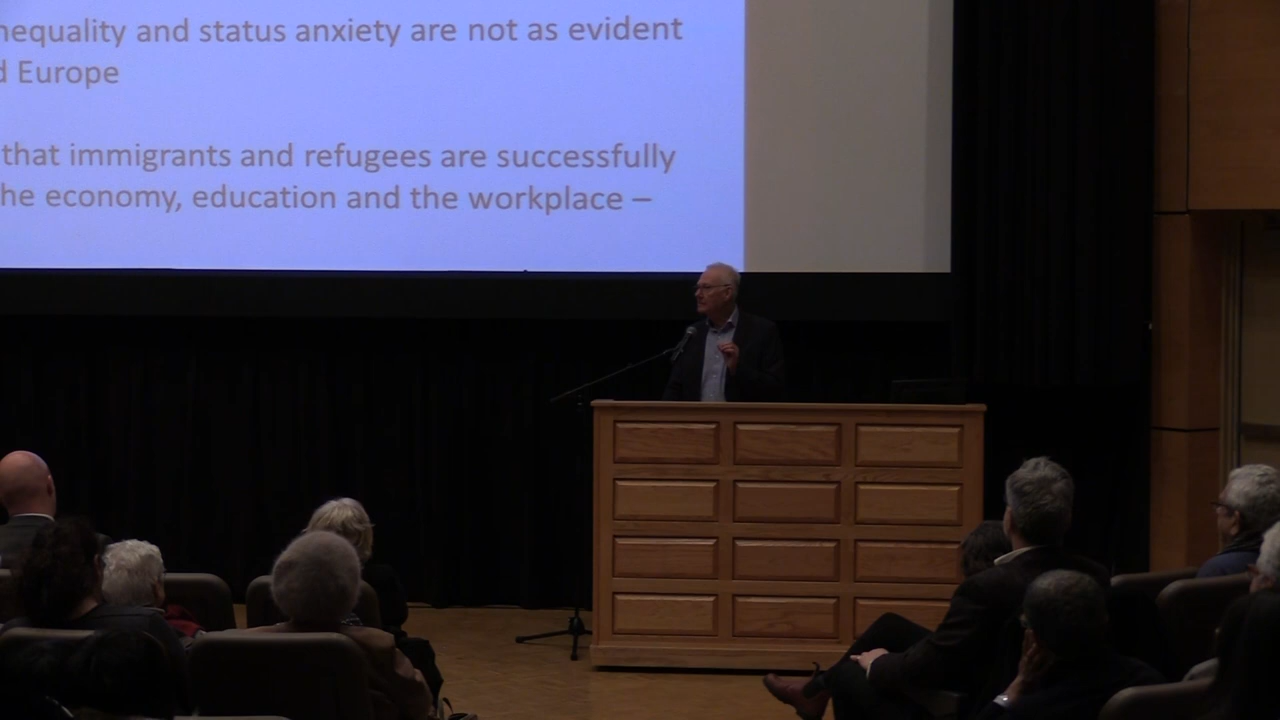 nequality and status anxiety are not as evident
d Europe
that immigrants and refugees are successfully
he economy, education and the workplace –